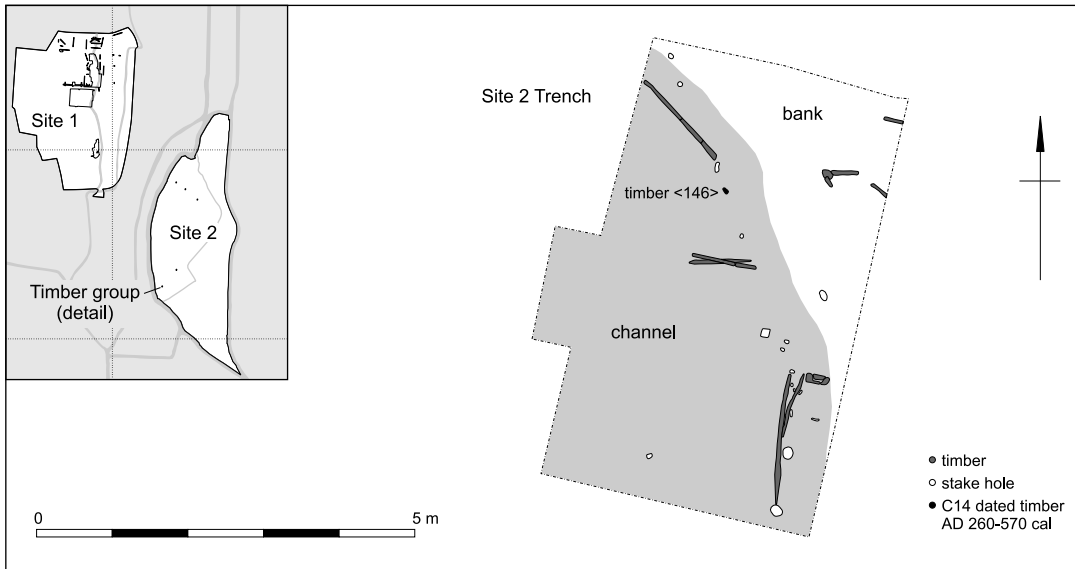 Site 1
Site 2
Timber group
(detail)
Site 2 Trench
bank
timber <146>
channel
0
5 m
timber
stake hole
C14 dated timber
AD 260-570 cal